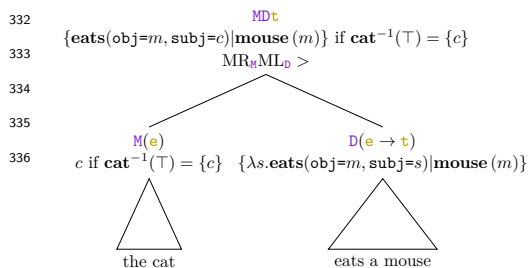 332 MDt
{eats(obj=m, subj=c)|mouse (m)} if cat⁻¹(⊤) = {c}
333 MR_M ML_D >
334
335
M(e) D(e → t)
336 c if cat⁻¹(⊤) = {c} {λs.eats(obj=m, subj=s)|mouse (m)}
the cat eats a mouse